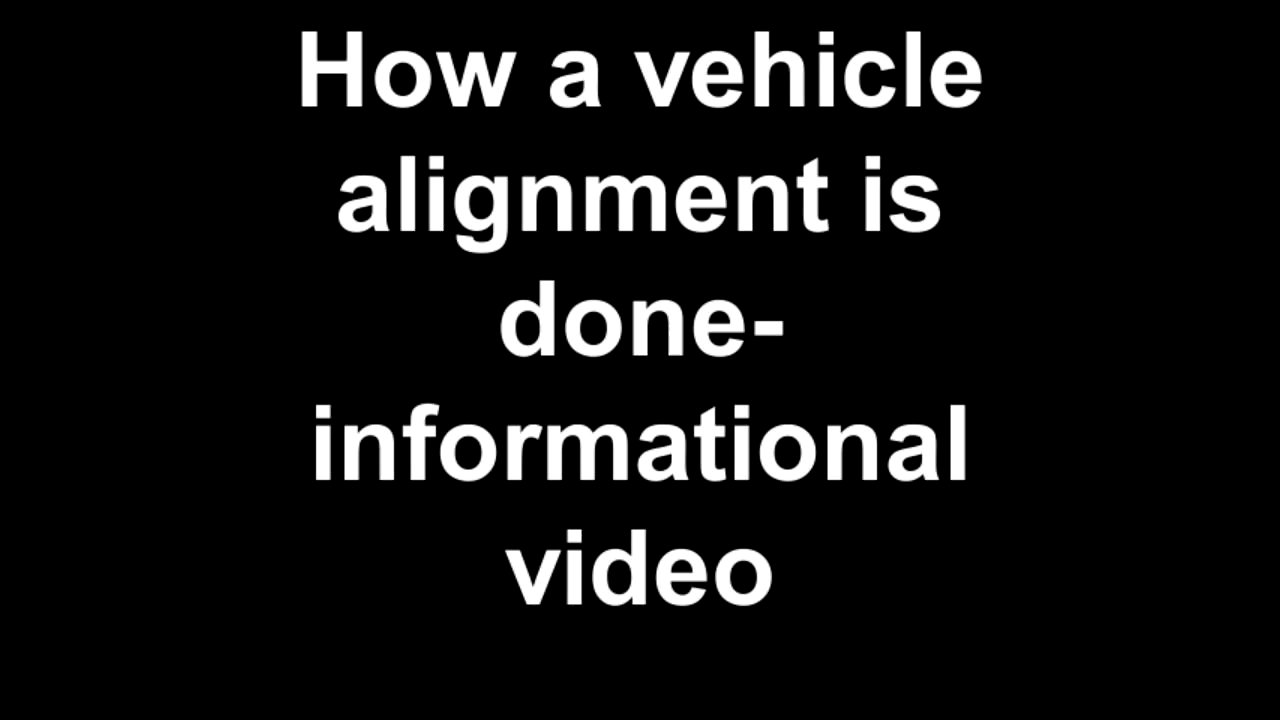 How a vehicle
alignment is
done-
informational
video